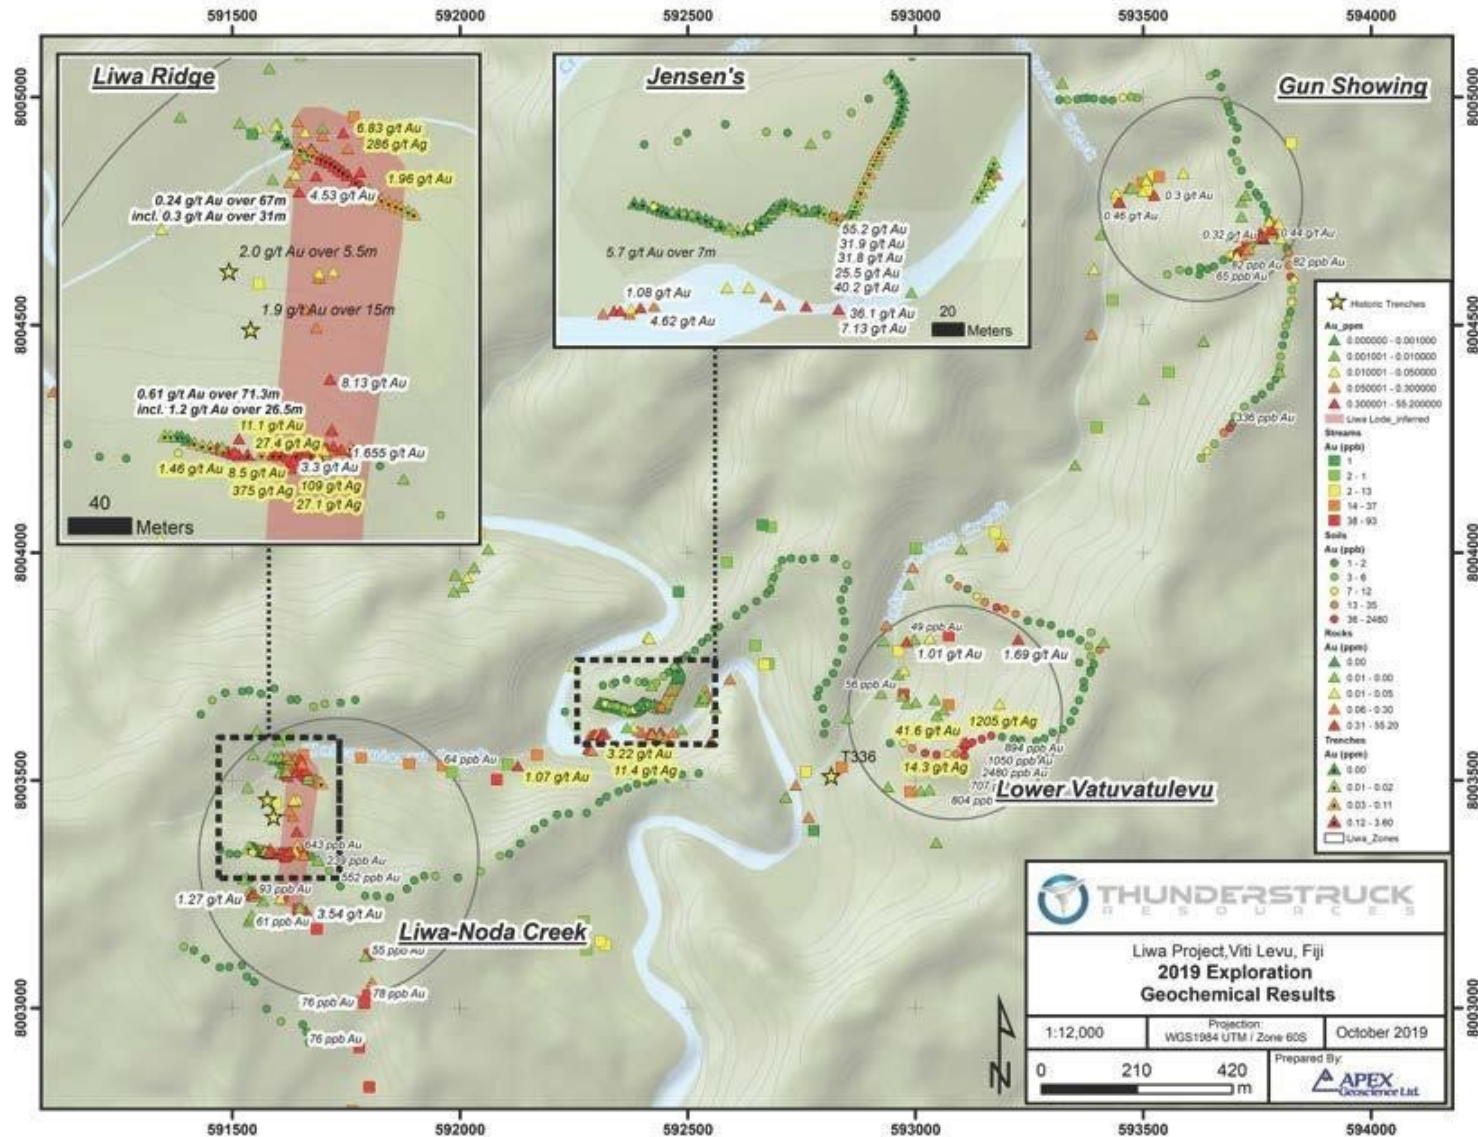 591500 592000 592500 593000 593500 594000
8005000
8004500
8004000
8003500
8003000
Liwa Ridge
6.83 g/t Au
286 g/t Ag
1.96 g/t Au
4.53 g/t Au
0.24 g/t Au over 67m
incl. 0.3 g/t Au over 31m
2.0 g/t Au over 5.5m
1.9 g/t Au over 15m
8.13 g/t Au
0.61 g/t Au over 71.3m
incl. 1.2 g/t Au over 26.5m
11.1 g/t Au
27.4 g/t Ag
1.655 g/t Au
1.46 g/t Au
8.5 g/t Au
3.3 g/t Au
375 g/t Ag
109 g/t Ag
27.1 g/t Ag
40
Meters
Jensen's
5.7 g/t Au over 7m
55.2 g/t Au
31.9 g/t Au
31.8 g/t Au
25.5 g/t Au
40.2 g/t Au
1.08 g/t Au
4.62 g/t Au
36.1 g/t Au
7.13 g/t Au
20
Meters
Gun Showing
0.3 g/t Au
0.46 g/t Au
0.32 g/t Au
0.44 g/t Au
82 ppb Au
82 ppb Au
65 ppb Au
336 ppb Au
49 ppb Au
1.01 g/t Au
1.69 g/t Au
56 ppb Au
1205 g/t Ag
41.6 g/t Au
14.3 g/t Ag
894 ppb Au
1050 ppb Au
2480 ppb Au
707
804 ppb
Lower Vatuvatulevu
T336
64 ppb Au
1.07 g/t Au
3.22 g/t Au
11.4 g/t Ag
643 ppb Au
239 ppb Au
552 ppb Au
93 ppb Au
1.27 g/t Au
61 ppb Au
3.54 g/t Au
Liwa-Noda Creek
55 ppb Au
78 ppb Au
76 ppb Au
76 ppb Au
Historic Trenches
Au_ppm
0.000000 - 0.001000
0.001001 - 0.010000
0.010001 - 0.050000
0.050001 - 0.300000
0.300001 - 55.200000
Liwa Lode_inferred
Streams
Au (ppb)
1
2 - 1
2 - 13
14 - 37
38 - 93
Soils
Au (ppb)
1 - 2
3 - 6
7 - 12
13 - 35
36 - 2480
Rocks
Au (ppm)
0.00
0.01 - 0.00
0.01 - 0.05
0.06 - 0.30
0.31 - 55.20
Trenches
Au (ppm)
0.00
0.01 - 0.02
0.03 - 0.11
0.12 - 3.60
Liwa_Zones
THUNDERSTRUCK
RESOURCES
Liwa Project,Viti Levu, Fiji
2019 Exploration
Geochemical Results
1:12,000
Projection:
WGS1984 UTM / Zone 60S
October 2019
0 210 420
m
Prepared By:
APEX
Geoscience Ltd.
N
591500 592000 592500 593000 593500 594000
8005000
8004500
8004000
8003500
8003000